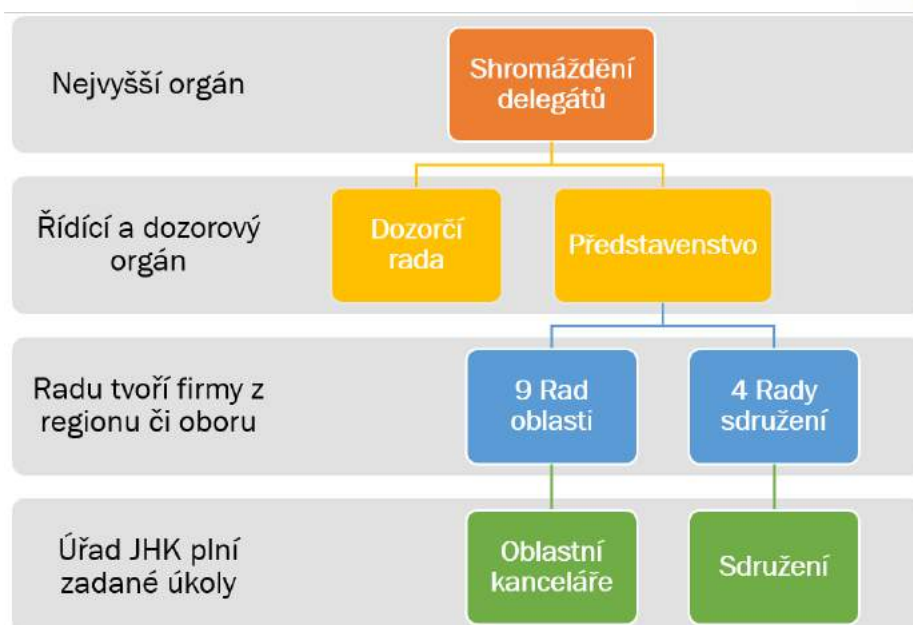 Nejvyšší orgán
Shromáždění
delegátů
Řídící a dozorový
orgán
Dozorčí
rada
Představenstvo
Radu tvoří firmy z
regionu či oboru
9 Rad
oblasti
4 Rady
sdružení
Úřad JHK plní
zadané úkoly
Oblastní
kanceláře
Sdružení